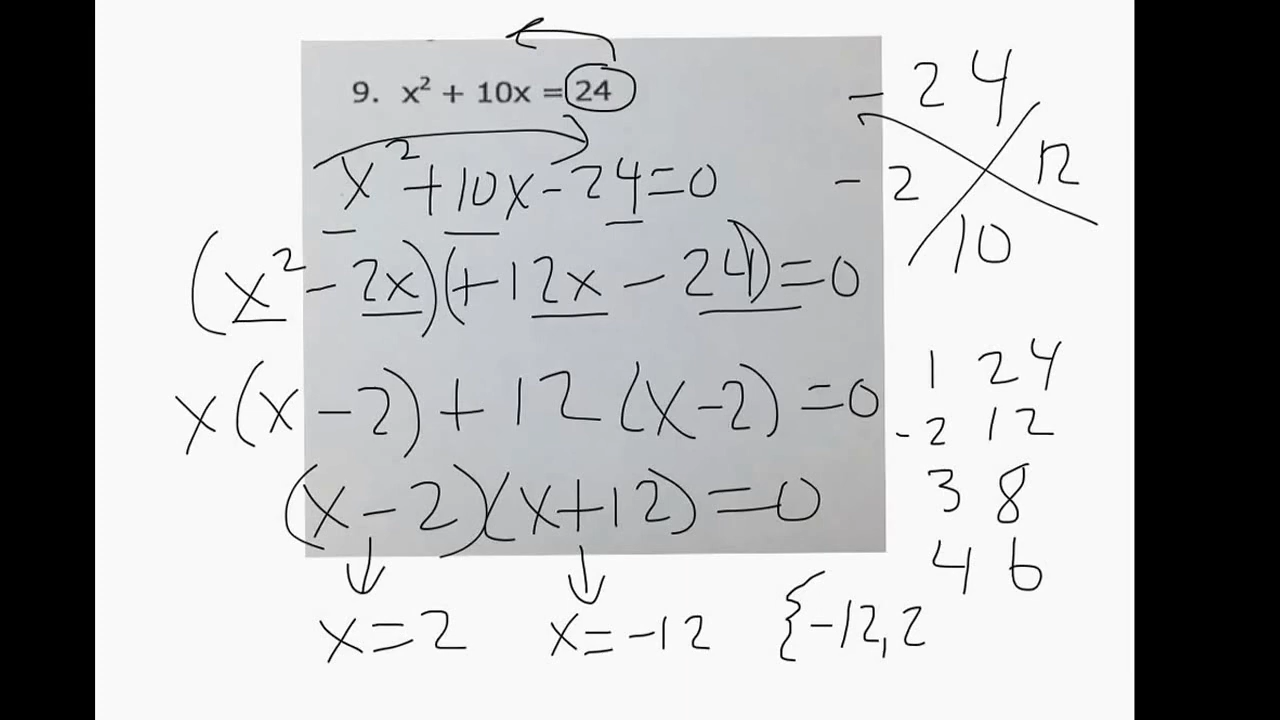 9. x² + 10x = 24
x² + 10x - 24 = 0
(x² - 2x)(+12x - 24) = 0
x(x - 2) + 12(x - 2) = 0
(x - 2)(x + 12) = 0
x = 2 x = -12 {-12, 2
-24
-2 12
10
1 24
-2 12
3 8
4 6